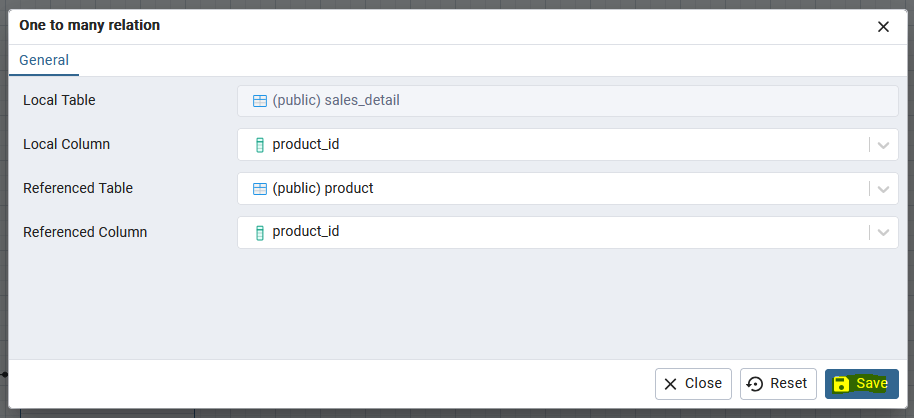 One to many relation
General
Local Table (public) sales_detail
Local Column product_id
Referenced Table (public) product
Referenced Column product_id
Close Reset Save